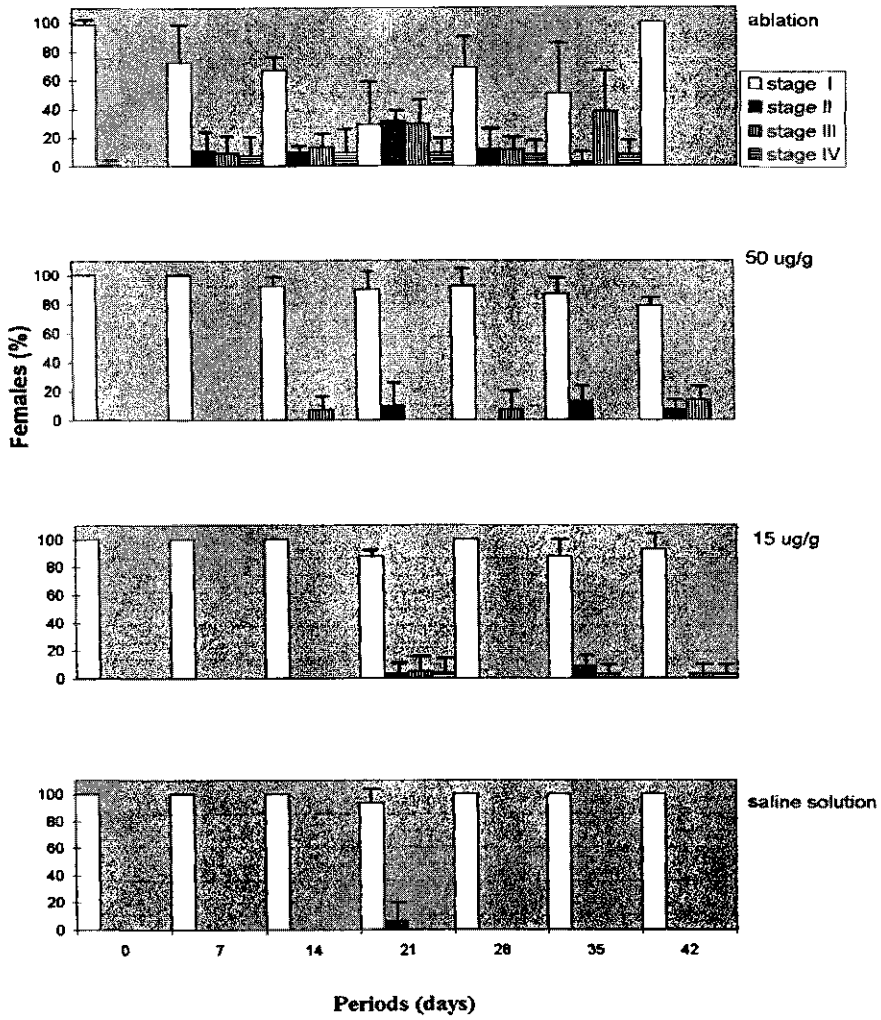 ablation
100
80
60
40
20
0
stage I
stage II
stage III
stage IV
50 ug/g
100
80
60
40
20
0
Females (%)
15 ug/g
100
80
60
40
20
0
saline solution
100
80
60
40
20
0
0 7 14 21 28 35 42
Periods (days)